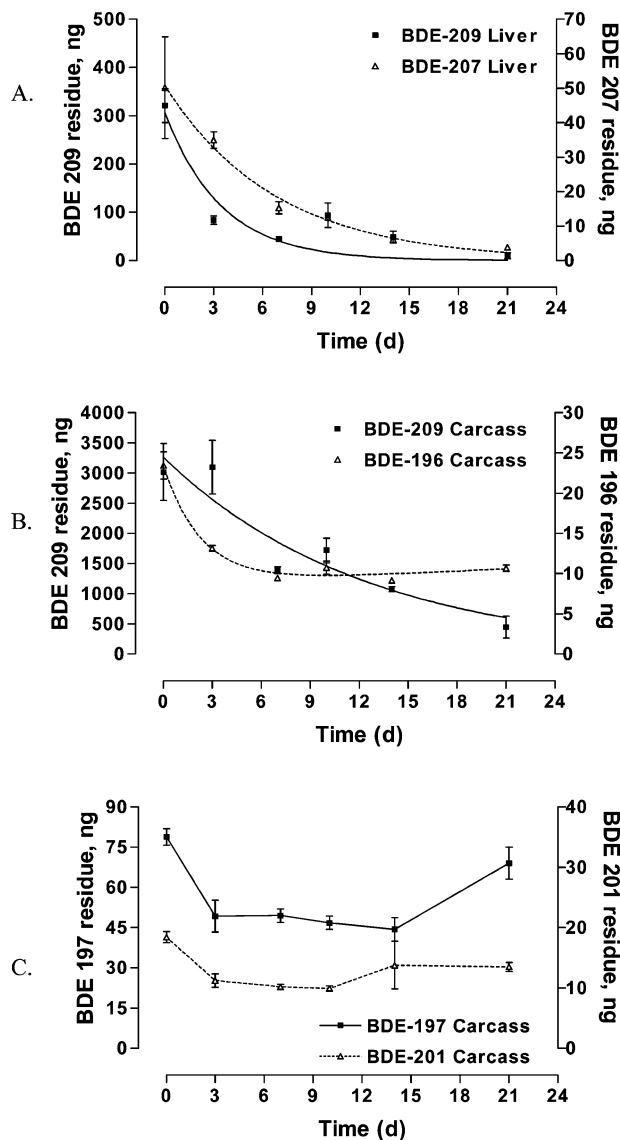 A.
BDE 209 residue, ng
500
400
300
200
100
0
BDE-209 Liver
BDE-207 Liver
70
60
50
40
30
20
10
0
BDE 207 residue, ng
0 3 6 9 12 15 18 21 24
Time (d)
B.
BDE 209 residue, ng
4000
3500
3000
2500
2000
1500
1000
500
0
BDE-209 Carcass
BDE-196 Carcass
30
25
20
15
10
5
0
BDE 196 residue, ng
0 3 6 9 12 15 18 21 24
Time (d)
C.
BDE 197 residue, ng
90
75
60
45
30
15
0
BDE-197 Carcass
BDE-201 Carcass
40
30
20
10
0
BDE 201 residue, ng
0 3 6 9 12 15 18 21 24
Time (d)